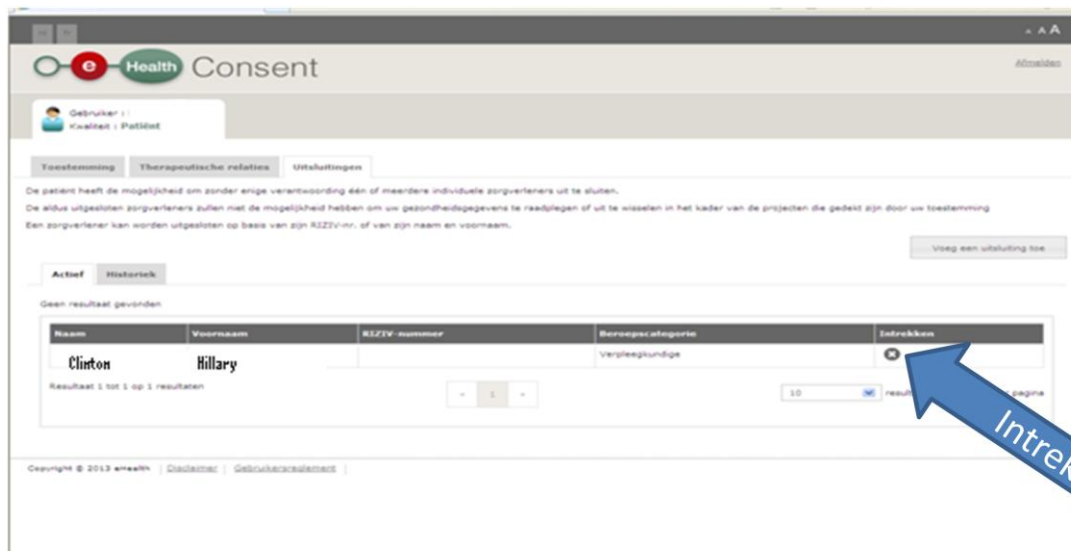 A A A
e Health Consent
Afmelden
Gebruiker :
Kwaliteit : Patiënt
Toestemming Therapeutische relaties Uitsluitingen
De patiënt heeft de mogelijkheid om zonder enige verantwoording één of meerdere individuele zorgverleners uit te sluiten.
De aldus uitgesloten zorgverleners zullen niet de mogelijkheid hebben om uw gezondheidsgegevens te raadplegen of uit te wisselen in het kader van de projecten die gedekt zijn door uw toestemming
Een zorgverlener kan worden uitgesloten op basis van zijn RIZIV-nr. of van zijn naam en voornaam.
Voeg een uitsluiting toe
Actief Historiek
Geen resultaat gevonden
Naam Voornaam RIZIV-nummer Beroepscategorie Intrekken
Clinton Hillary Verpleegkundige
Resultaat 1 tot 1 op 1 resultaten
« 1 »
10
pagina
Intrek
Copyright © 2013 eHealth | Disclaimer | Gebruikersreglement |